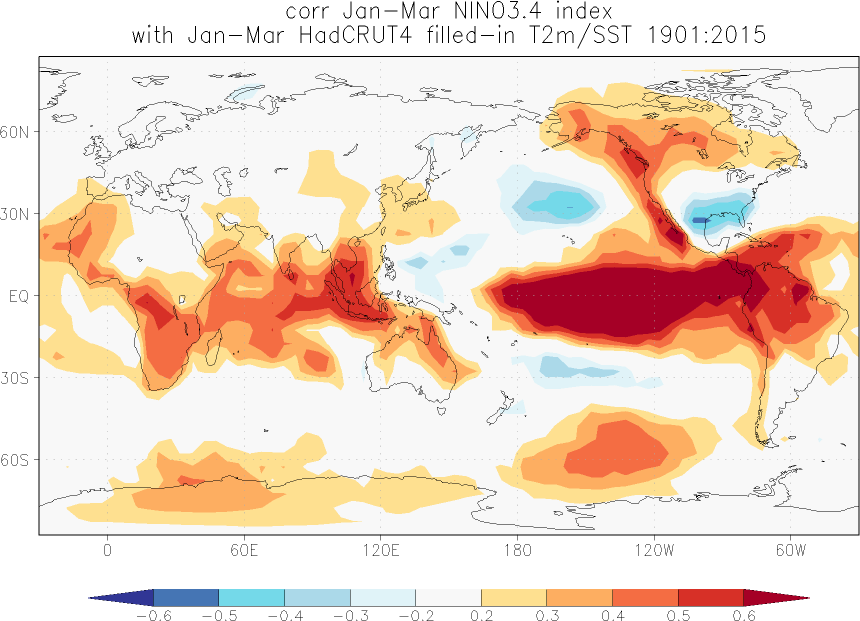 corr Jan-Mar NINO3.4 index
with Jan-Mar HadCRUT4 filled-in T2m/SST 1901:2015
60N
30N
EQ
30S
60S
0 60E 120E 180 120W 60W
-0.6 -0.5 -0.4 -0.3 -0.2 0.2 0.3 0.4 0.5 0.6